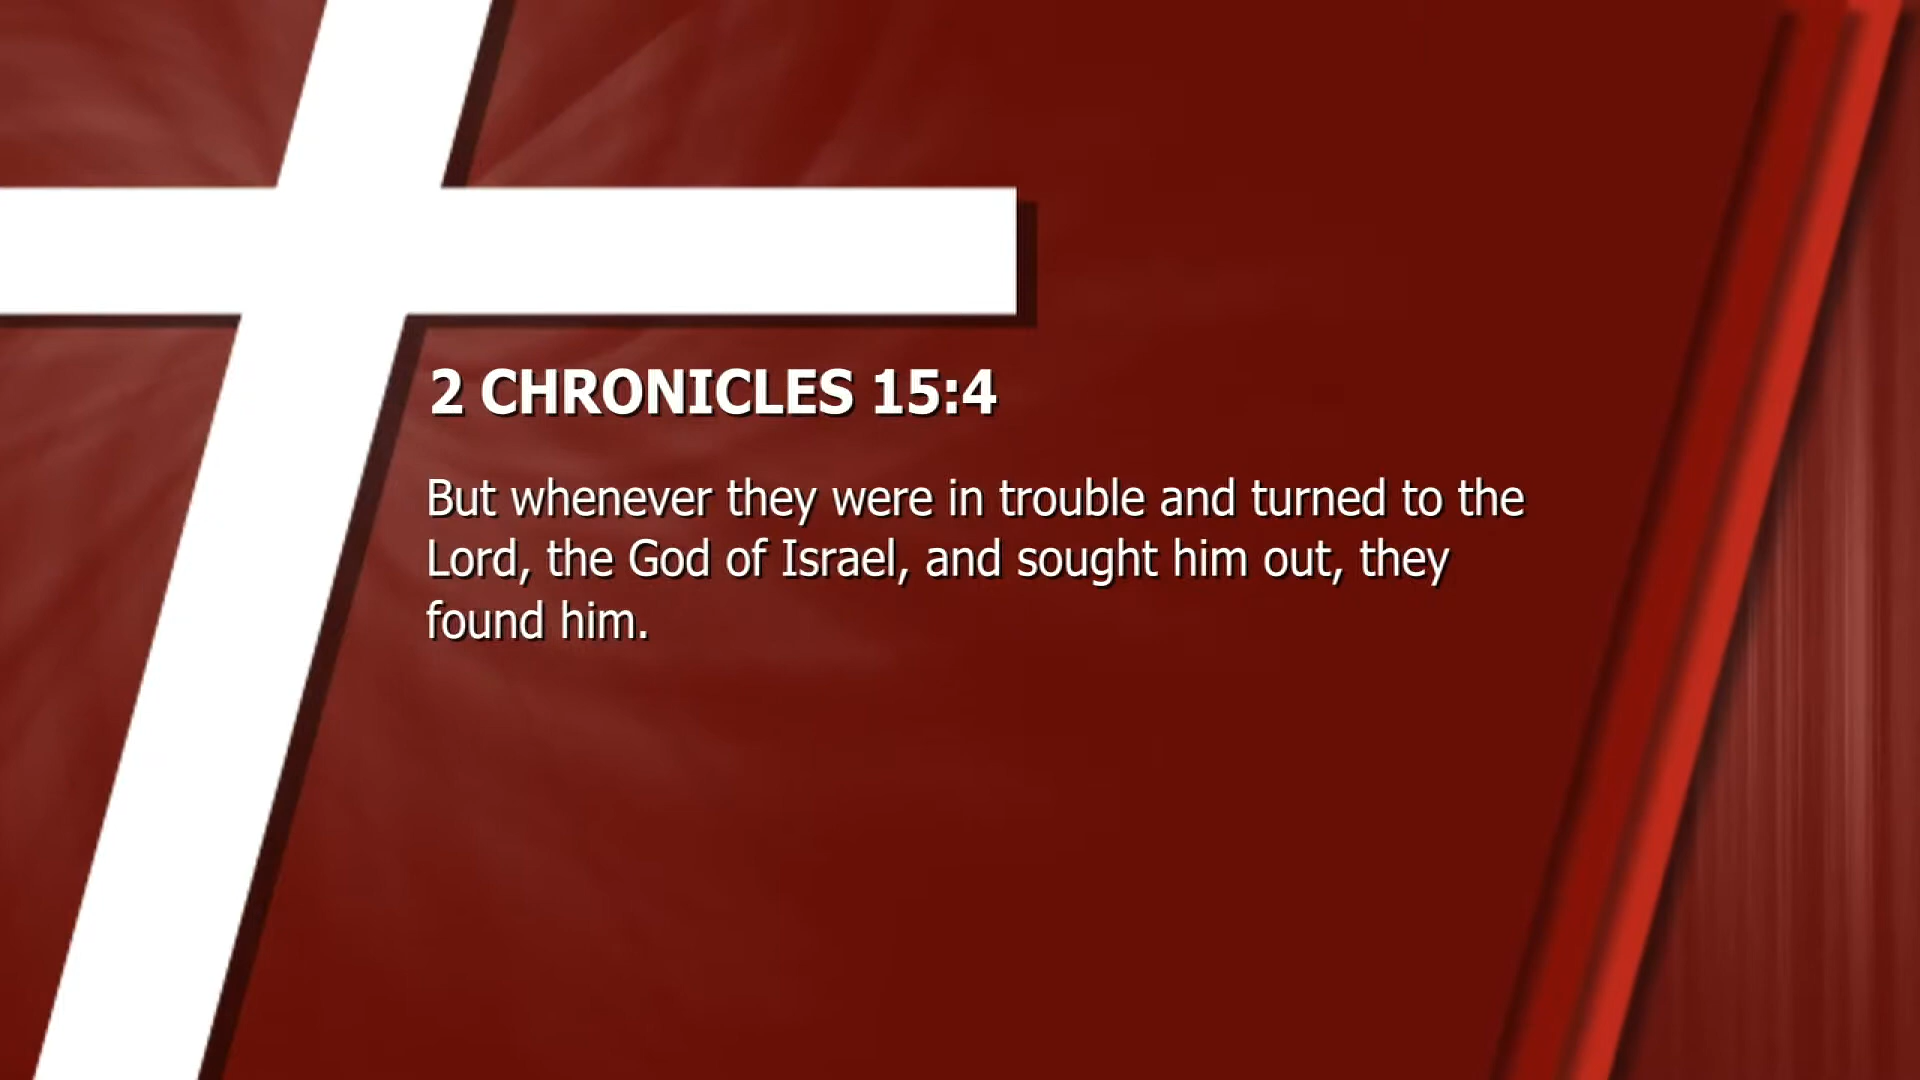 2 CHRONICLES 15:4
But whenever they were in trouble and turned to the
Lord, the God of Israel, and sought him out, they
found him.